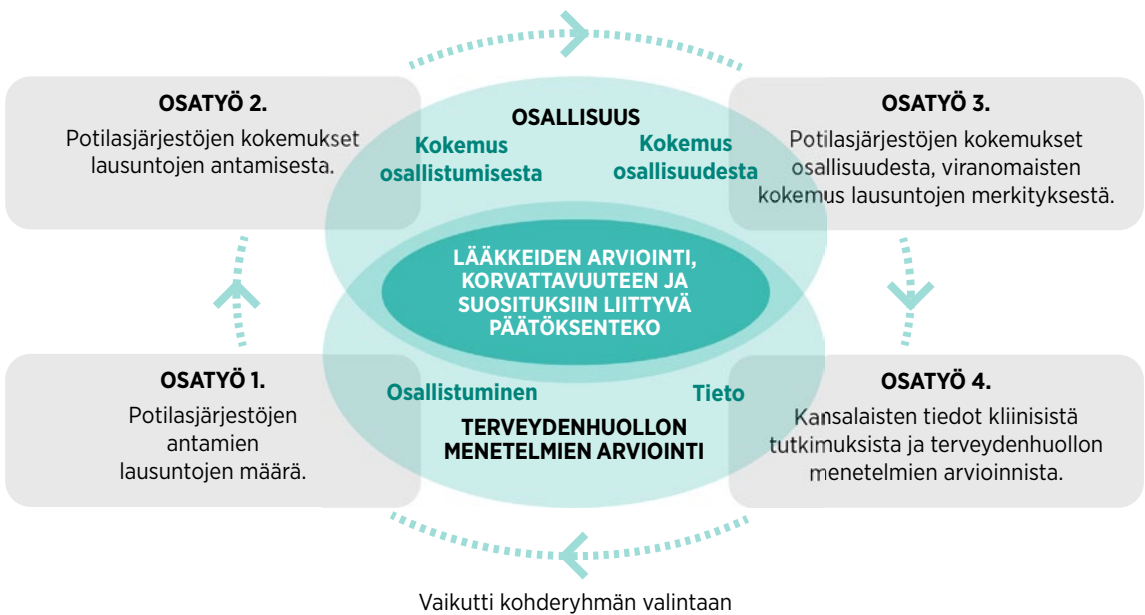 OSATYÖ 2.
Potilasjärjestöjen kokemukset
lausuntojen antamisesta.
OSALLISUUS
Kokemus
osallistumisesta
Kokemus
osallisuudesta
OSATYÖ 3.
Potilasjärjestöjen kokemukset
osallisuudesta, viranomaisten
kokemus lausuntojen merkityksestä.
LÄÄKKEIDEN ARVIOINTI,
KORVATTAVUUTEEN JA
SUOSITUKSIIN LIITTYVÄ
PÄÄTÖKSENTEKO
OSATYÖ 1.
Potilasjärjestöjen
antamien
lausuntojen määrä.
Osallistuminen
Tieto
TERVEYDENHUOLLON
MENETELMIEN ARVIOINTI
OSATYÖ 4.
Kansalaisten tiedot kliinisistä
tutkimuksista ja terveydenhuollon
menetelmien arvioinnista.
Vaikutti kohderyhmän valintaan